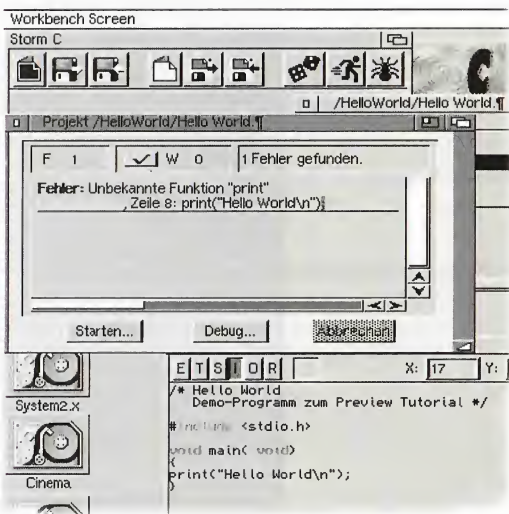 Workbench Screen
Storm C
/HelloWorld/Hello World.¶
Projekt /HelloWorld/Hello World.¶
F 1 W 0 1 Fehler gefunden.
Fehler: Unbekannte Funktion "print"
, Zeile 8: print("Hello World\n");
Starten... Debug... Abbrechen
E T S I O R X: 17 Y:
/* Hello World
Demo-Programm zum Preview Tutorial */
#include <stdio.h>
void main( void)
{
print("Hello World\n");
}
System2.x
Cinema